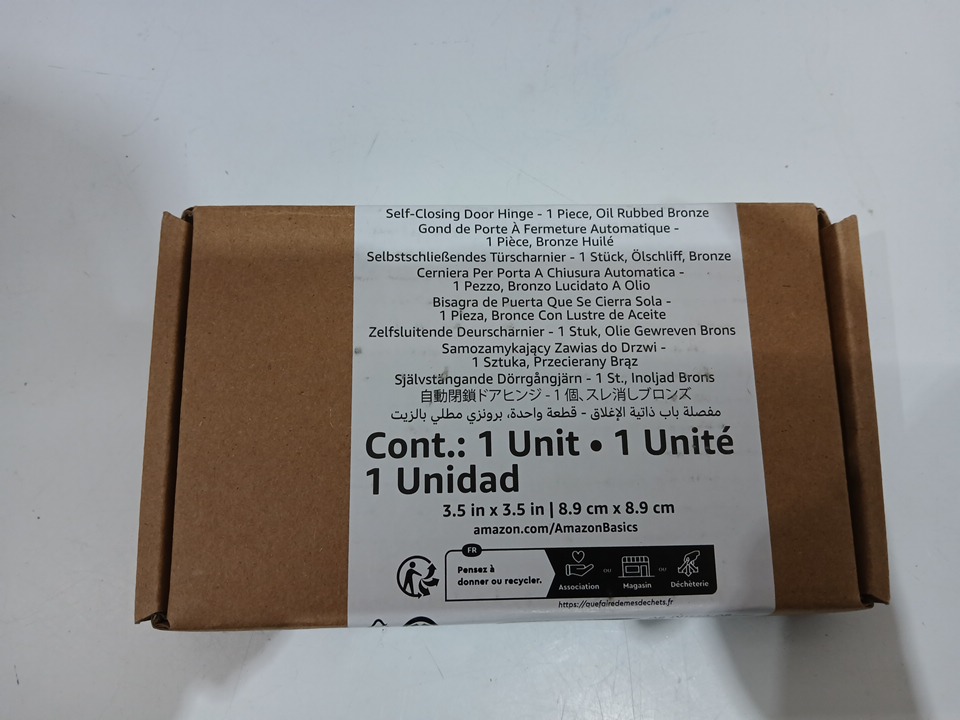 Self-Closing Door Hinge - 1 Piece, Oil Rubbed Bronze
Gond de Porte À Fermeture Automatique -
1 Pièce, Bronze Huilé
Selbstschließendes Türscharnier - 1 Stück, Ölschliff, Bronze
Cerniera Per Porta A Chiusura Automatica -
1 Pezzo, Bronzo Lucidato A Olio
Bisagra de Puerta Que Se Cierra Sola -
1 Pieza, Bronce Con Lustre de Aceite
Zelfsluitende Deurscharnier - 1 Stuk, Olie Gewreven Brons
Samozamykający Zawias do Drzwi -
1 Sztuka, Przecierany Brąz
Självstängande Dörrgångjärn - 1 St., Inoljad Brons
自動閉鎖ドアヒンジ - 1 個、スレ消しブロンズ
مفصلة باب ذاتية الإغلاق - قطعة واحدة، برونزي مطلي بالزيت
Cont.: 1 Unit • 1 Unité
1 Unidad
3.5 in x 3.5 in | 8.9 cm x 8.9 cm
amazon.com/AmazonBasics
FR
Pensez à
donner ou recycler.
Association OU Magasin OU Déchèterie
https://quefairedemesdechets.fr